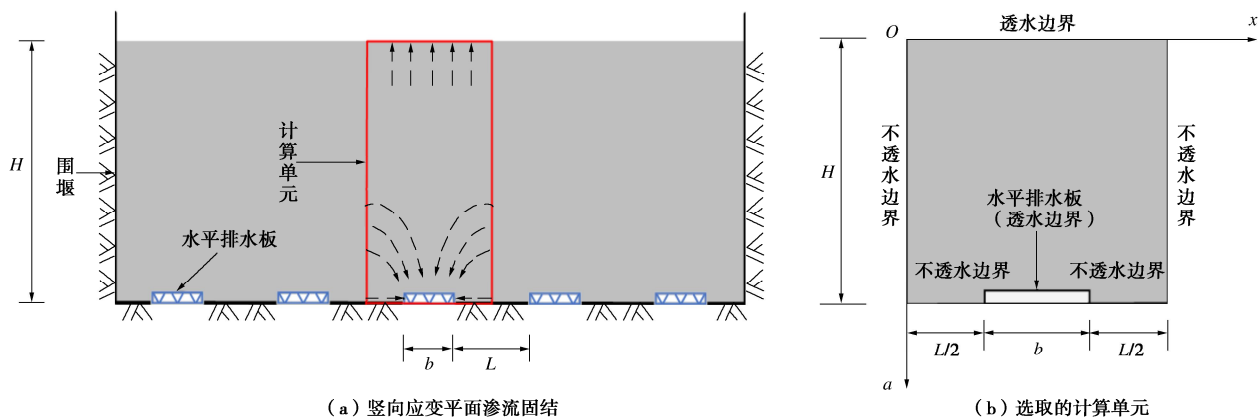 H
围堰
计算单元
水平排水板
b
L
(a) 竖向应变平面渗流固结
O
透水边界
x
H
不透水边界
不透水边界
水平排水板
(透水边界)
不透水边界
不透水边界
L/2
b
L/2
a
(b) 选取的计算单元